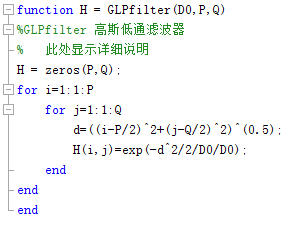 function H = GLPfilter(D0,P,Q)
%GLPfilter 高斯低通滤波器
%   此处显示详细说明
H = zeros(P,Q);
for i=1:1:P
    for j=1:1:Q
        d=((i-P/2)^2+(j-Q/2)^2)^(0.5);
        H(i,j)=exp(-d^2/2/D0/D0);
    end
end
end